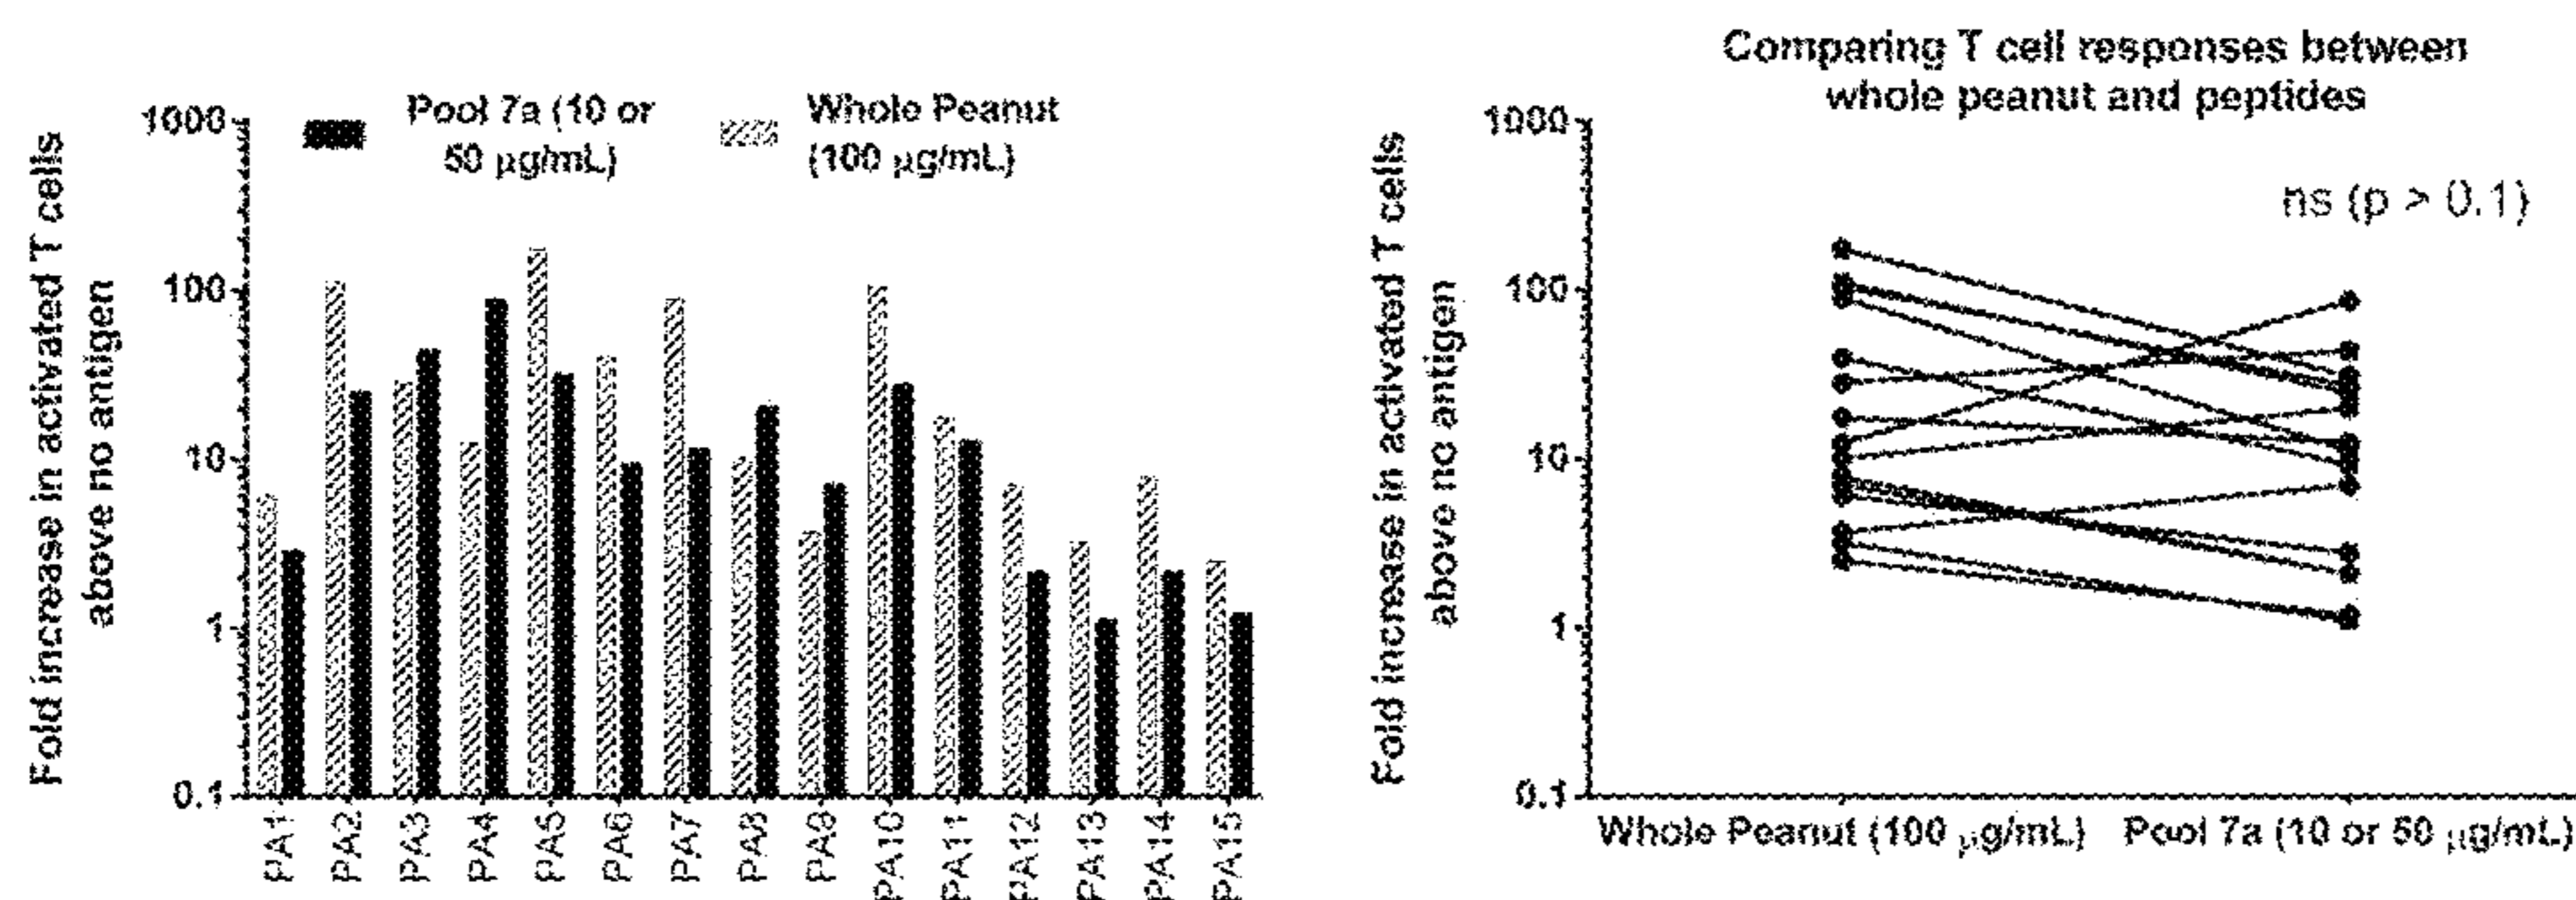 Fold increase in activated T cells
above no antigen
1000
100
10
1
0.1
Pool 7a (10 or
50 µg/mL)
Whole Peanut
(100 µg/mL)
PA1
PA2
PA3
PA4
PA5
PA6
PA7
PA8
PA9
PA10
PA11
PA12
PA13
PA14
PA15
Comparing T cell responses between
whole peanut and peptides
Fold increase in activated T cells
above no antigen
1000
100
10
1
0.1
ns (p > 0.1)
Whole Peanut (100 µg/mL) Pool 7a (10 or 50 µg/mL)